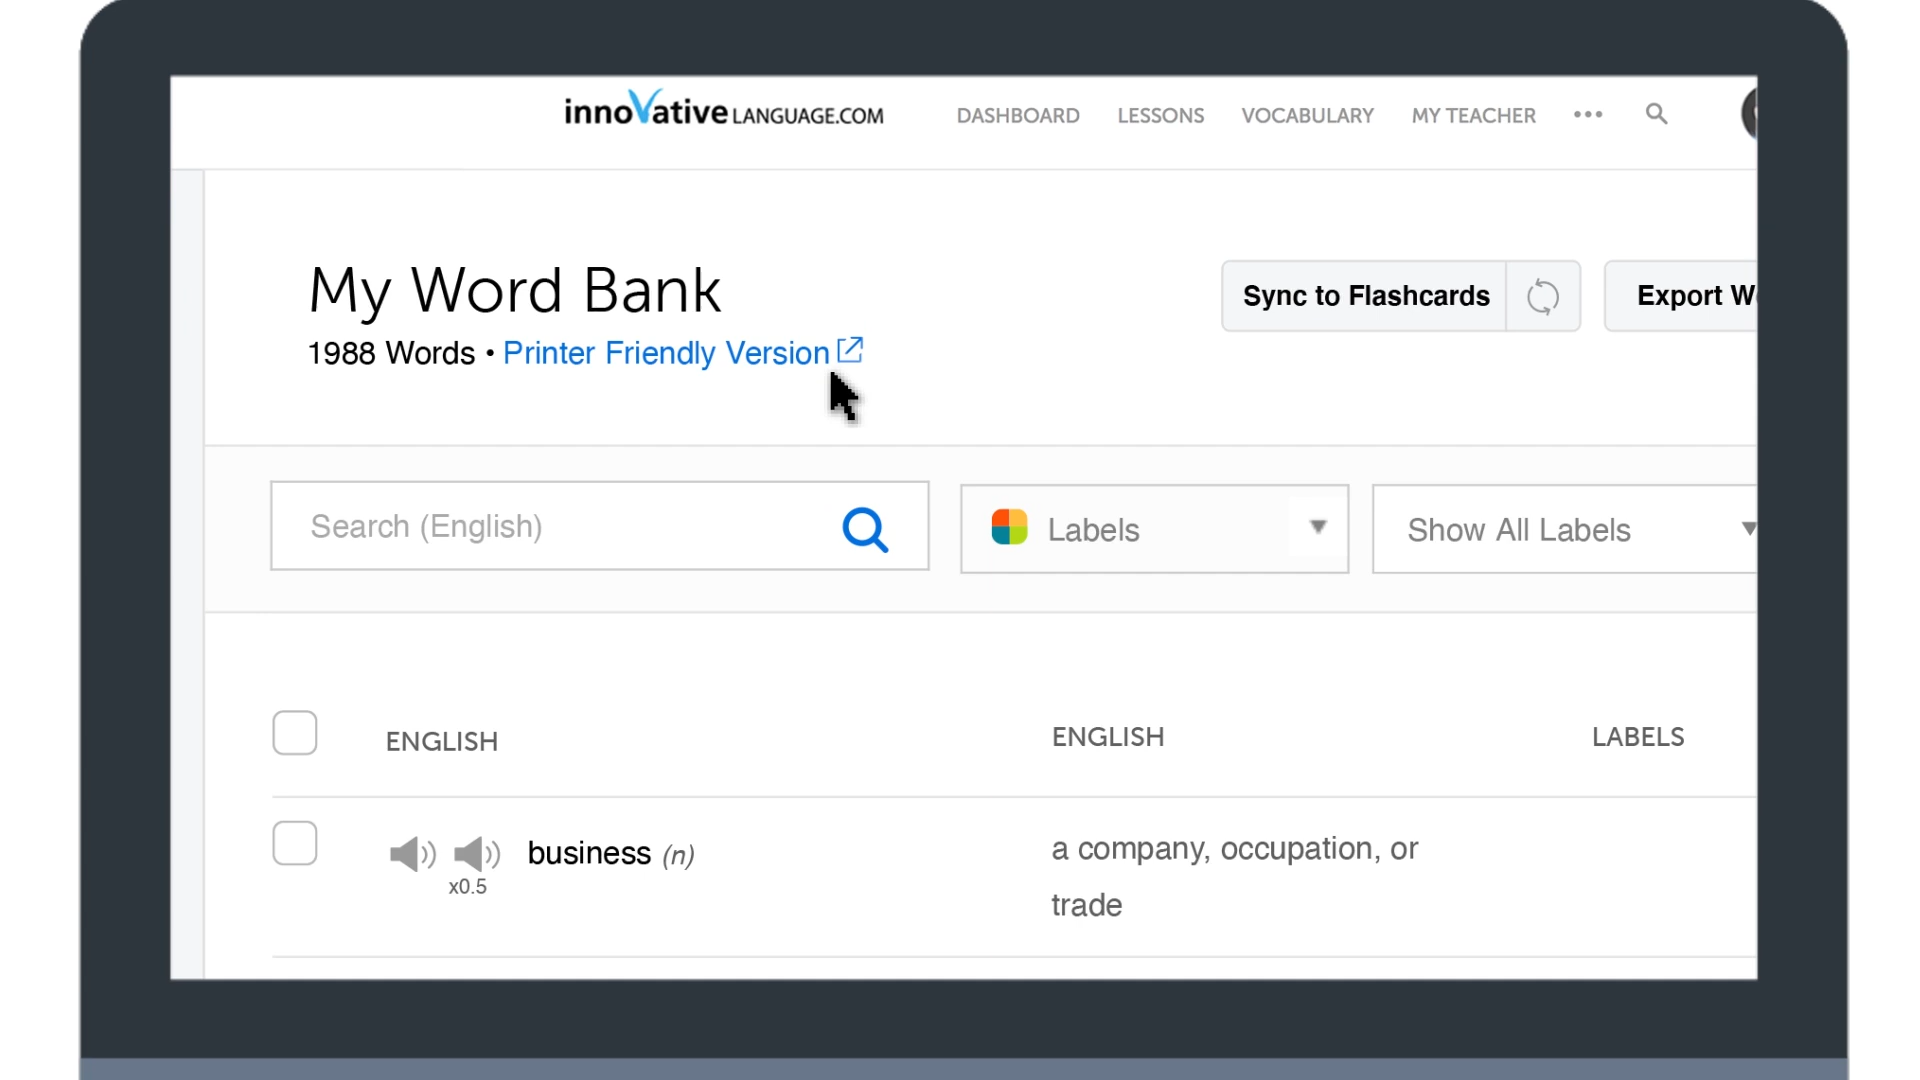 innoVative LANGUAGE.COM DASHBOARD LESSONS VOCABULARY MY TEACHER
My Word Bank
Sync to Flashcards
Export W
1988 Words • Printer Friendly Version
Search (English)
Labels
Show All Labels
ENGLISH ENGLISH LABELS
business (n) a company, occupation, or
x0.5
trade